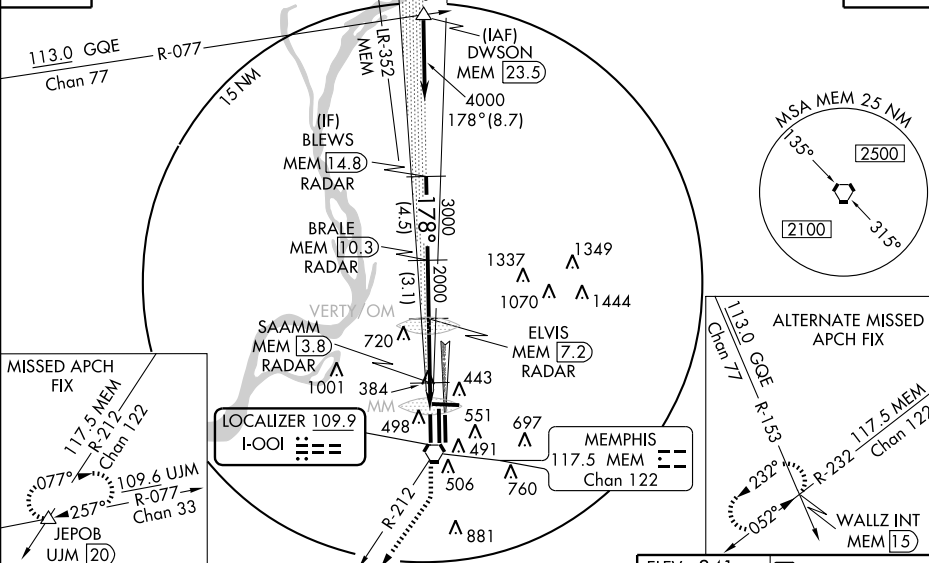 113.0 GQE
Chan 77
R-077
LR-352
MEM
(IAF)
DWSON
MEM 23.5
4000
178° (8.7)
15 NM
(IF)
BLEWS
MEM 14.8
RADAR
178°
3000
(4.5)
BRALE
MEM 10.3
RADAR
2000
(3.1)
VERTY/OM
720
SAAMM
MEM 3.8
RADAR
1001
384
443
ELVIS
MEM 7.2
RADAR
1337
1349
1070
1444
MM
498
551
491
697
506
760
881
LOCALIZER 109.9
I-OOI
MEMPHIS
117.5 MEM
Chan 122
R-212
MSA MEM 25 NM
135°
2500
2100
315°
MISSED APCH
FIX
117.5 MEM
R-212
Chan 122
077°
257°
109.6 UJM
R-077
Chan 33
JEPOB
UJM 20
ALTERNATE MISSED
APCH FIX
113.0 GQE
Chan 77
R-153
117.5 MEM
Chan 122
R-232
232°
052°
WALLZ INT
MEM 15